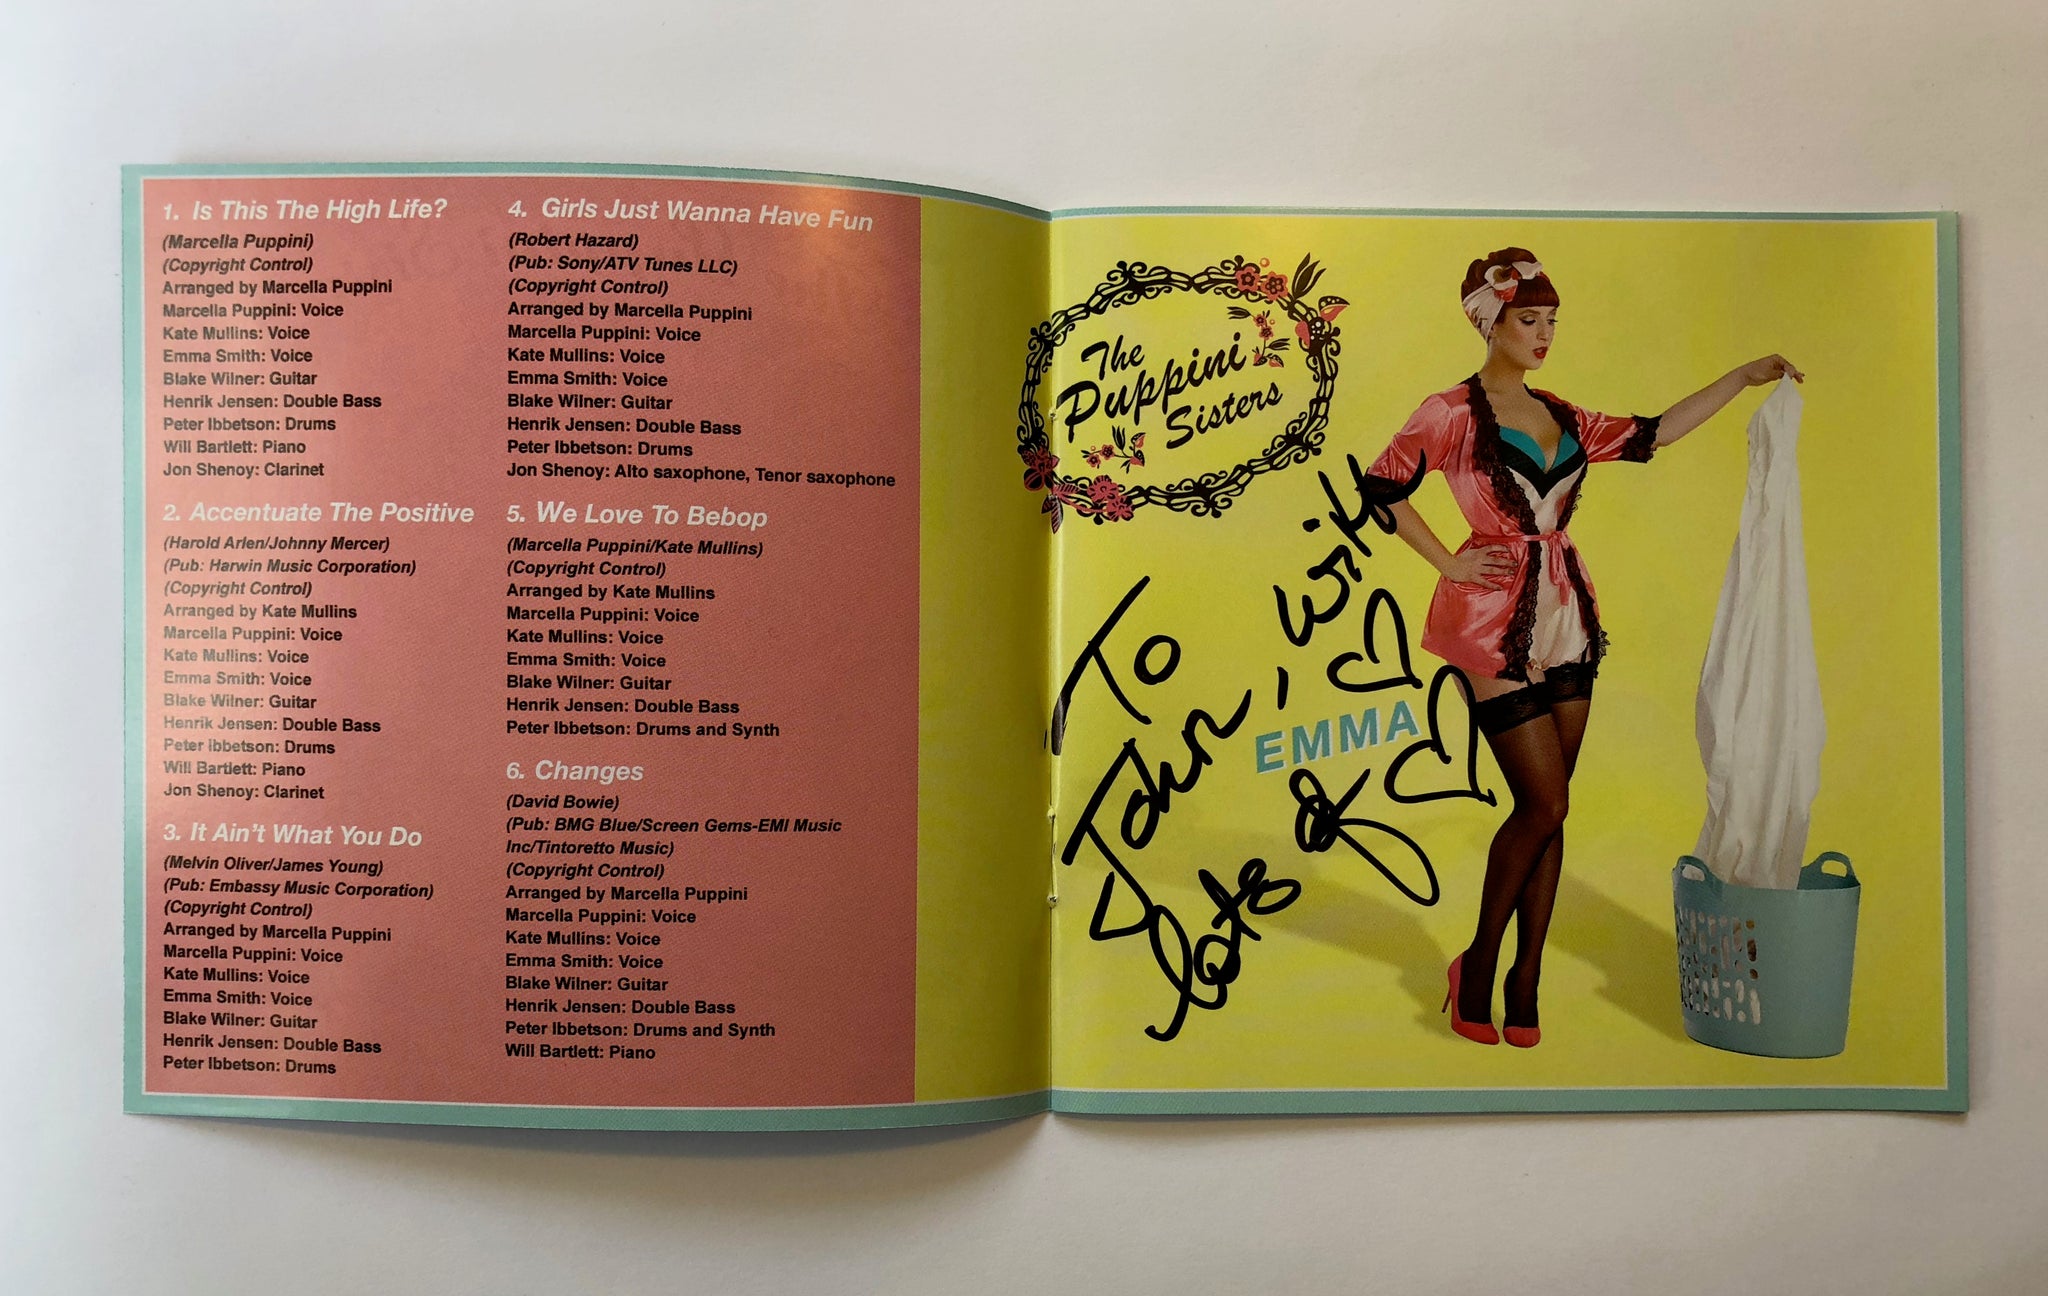 1. Is This The High Life?
(Marcella Puppini)
(Copyright Control)
Arranged by Marcella Puppini
Marcella Puppini: Voice
Kate Mullins: Voice
Emma Smith: Voice
Blake Wilner: Guitar
Henrik Jensen: Double Bass
Peter Ibbetson: Drums
Will Bartlett: Piano
Jon Shenoy: Clarinet
2. Accentuate The Positive
(Harold Arlen/Johnny Mercer)
(Pub: Harwin Music Corporation)
(Copyright Control)
Arranged by Kate Mullins
Marcella Puppini: Voice
Kate Mullins: Voice
Emma Smith: Voice
Blake Wilner: Guitar
Henrik Jensen: Double Bass
Peter Ibbetson: Drums
Will Bartlett: Piano
Jon Shenoy: Clarinet
3. It Ain't What You Do
(Melvin Oliver/James Young)
(Pub: Embassy Music Corporation)
(Copyright Control)
Arranged by Marcella Puppini
Marcella Puppini: Voice
Kate Mullins: Voice
Emma Smith: Voice
Blake Wilner: Guitar
Henrik Jensen: Double Bass
Peter Ibbetson: Drums
4. Girls Just Wanna Have Fun
(Robert Hazard)
(Pub: Sony/ATV Tunes LLC)
(Copyright Control)
Arranged by Marcella Puppini
Marcella Puppini: Voice
Kate Mullins: Voice
Emma Smith: Voice
Blake Wilner: Guitar
Henrik Jensen: Double Bass
Peter Ibbetson: Drums
Jon Shenoy: Alto saxophone, Tenor saxophone
5. We Love To Bebop
(Marcella Puppini/Kate Mullins)
(Copyright Control)
Arranged by Kate Mullins
Marcella Puppini: Voice
Kate Mullins: Voice
Emma Smith: Voice
Blake Wilner: Guitar
Henrik Jensen: Double Bass
Peter Ibbetson: Drums and Synth
6. Changes
(David Bowie)
(Pub: BMG Blue/Screen Gems-EMI Music
Inc/Tintoretto Music)
(Copyright Control)
Arranged by Marcella Puppini
Marcella Puppini: Voice
Kate Mullins: Voice
Emma Smith: Voice
Blake Wilner: Guitar
Henrik Jensen: Double Bass
Peter Ibbetson: Drums and Synth
Will Bartlett: Piano
The
Puppini
Sisters
To
John, with
lots of
EMMA